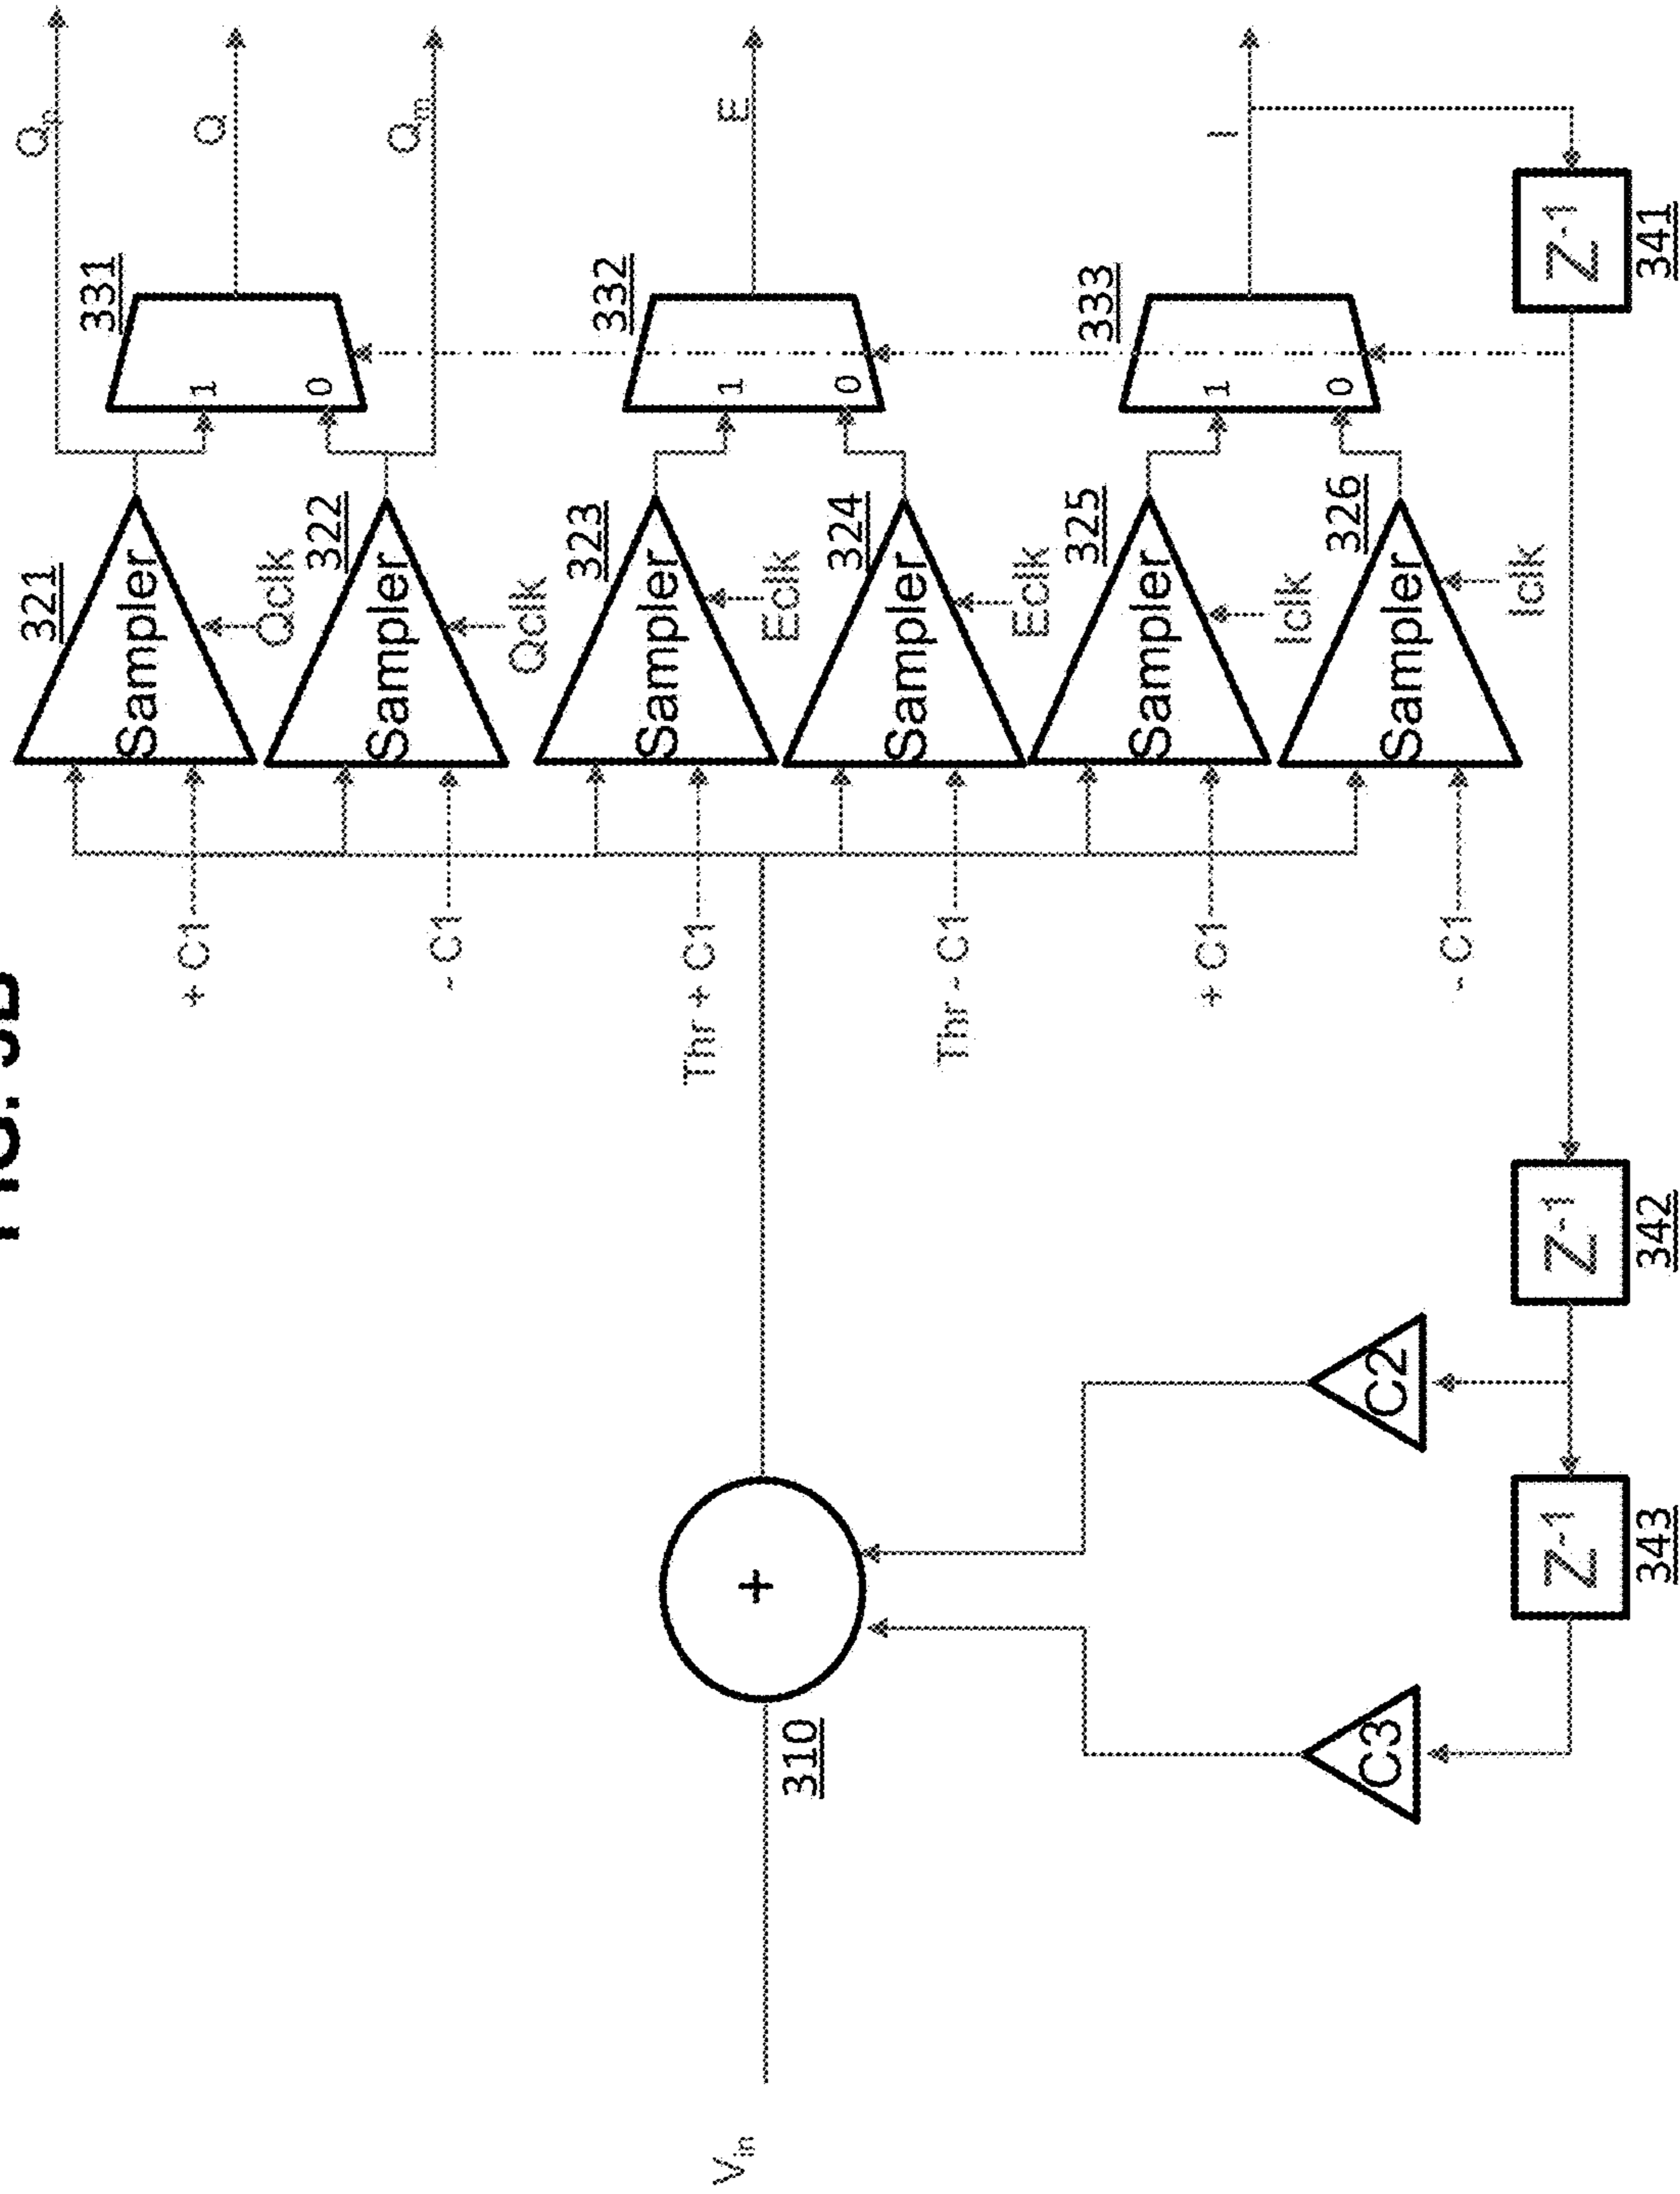 Qp
321
Sampler
331
+ C1
1
Q
Qclk
0
322
Sampler
- C1
Qm
Qclk
323
Sampler
332
Thr + C1
1
E
Eclk
0
324
Sampler
Thr - C1
Eclk
Vin
+
310
325
Sampler
333
+ C1
1
I
Iclk
0
326
Sampler
- C1
Iclk
C3
C2
Z-1
343
Z-1
342
Z-1
341